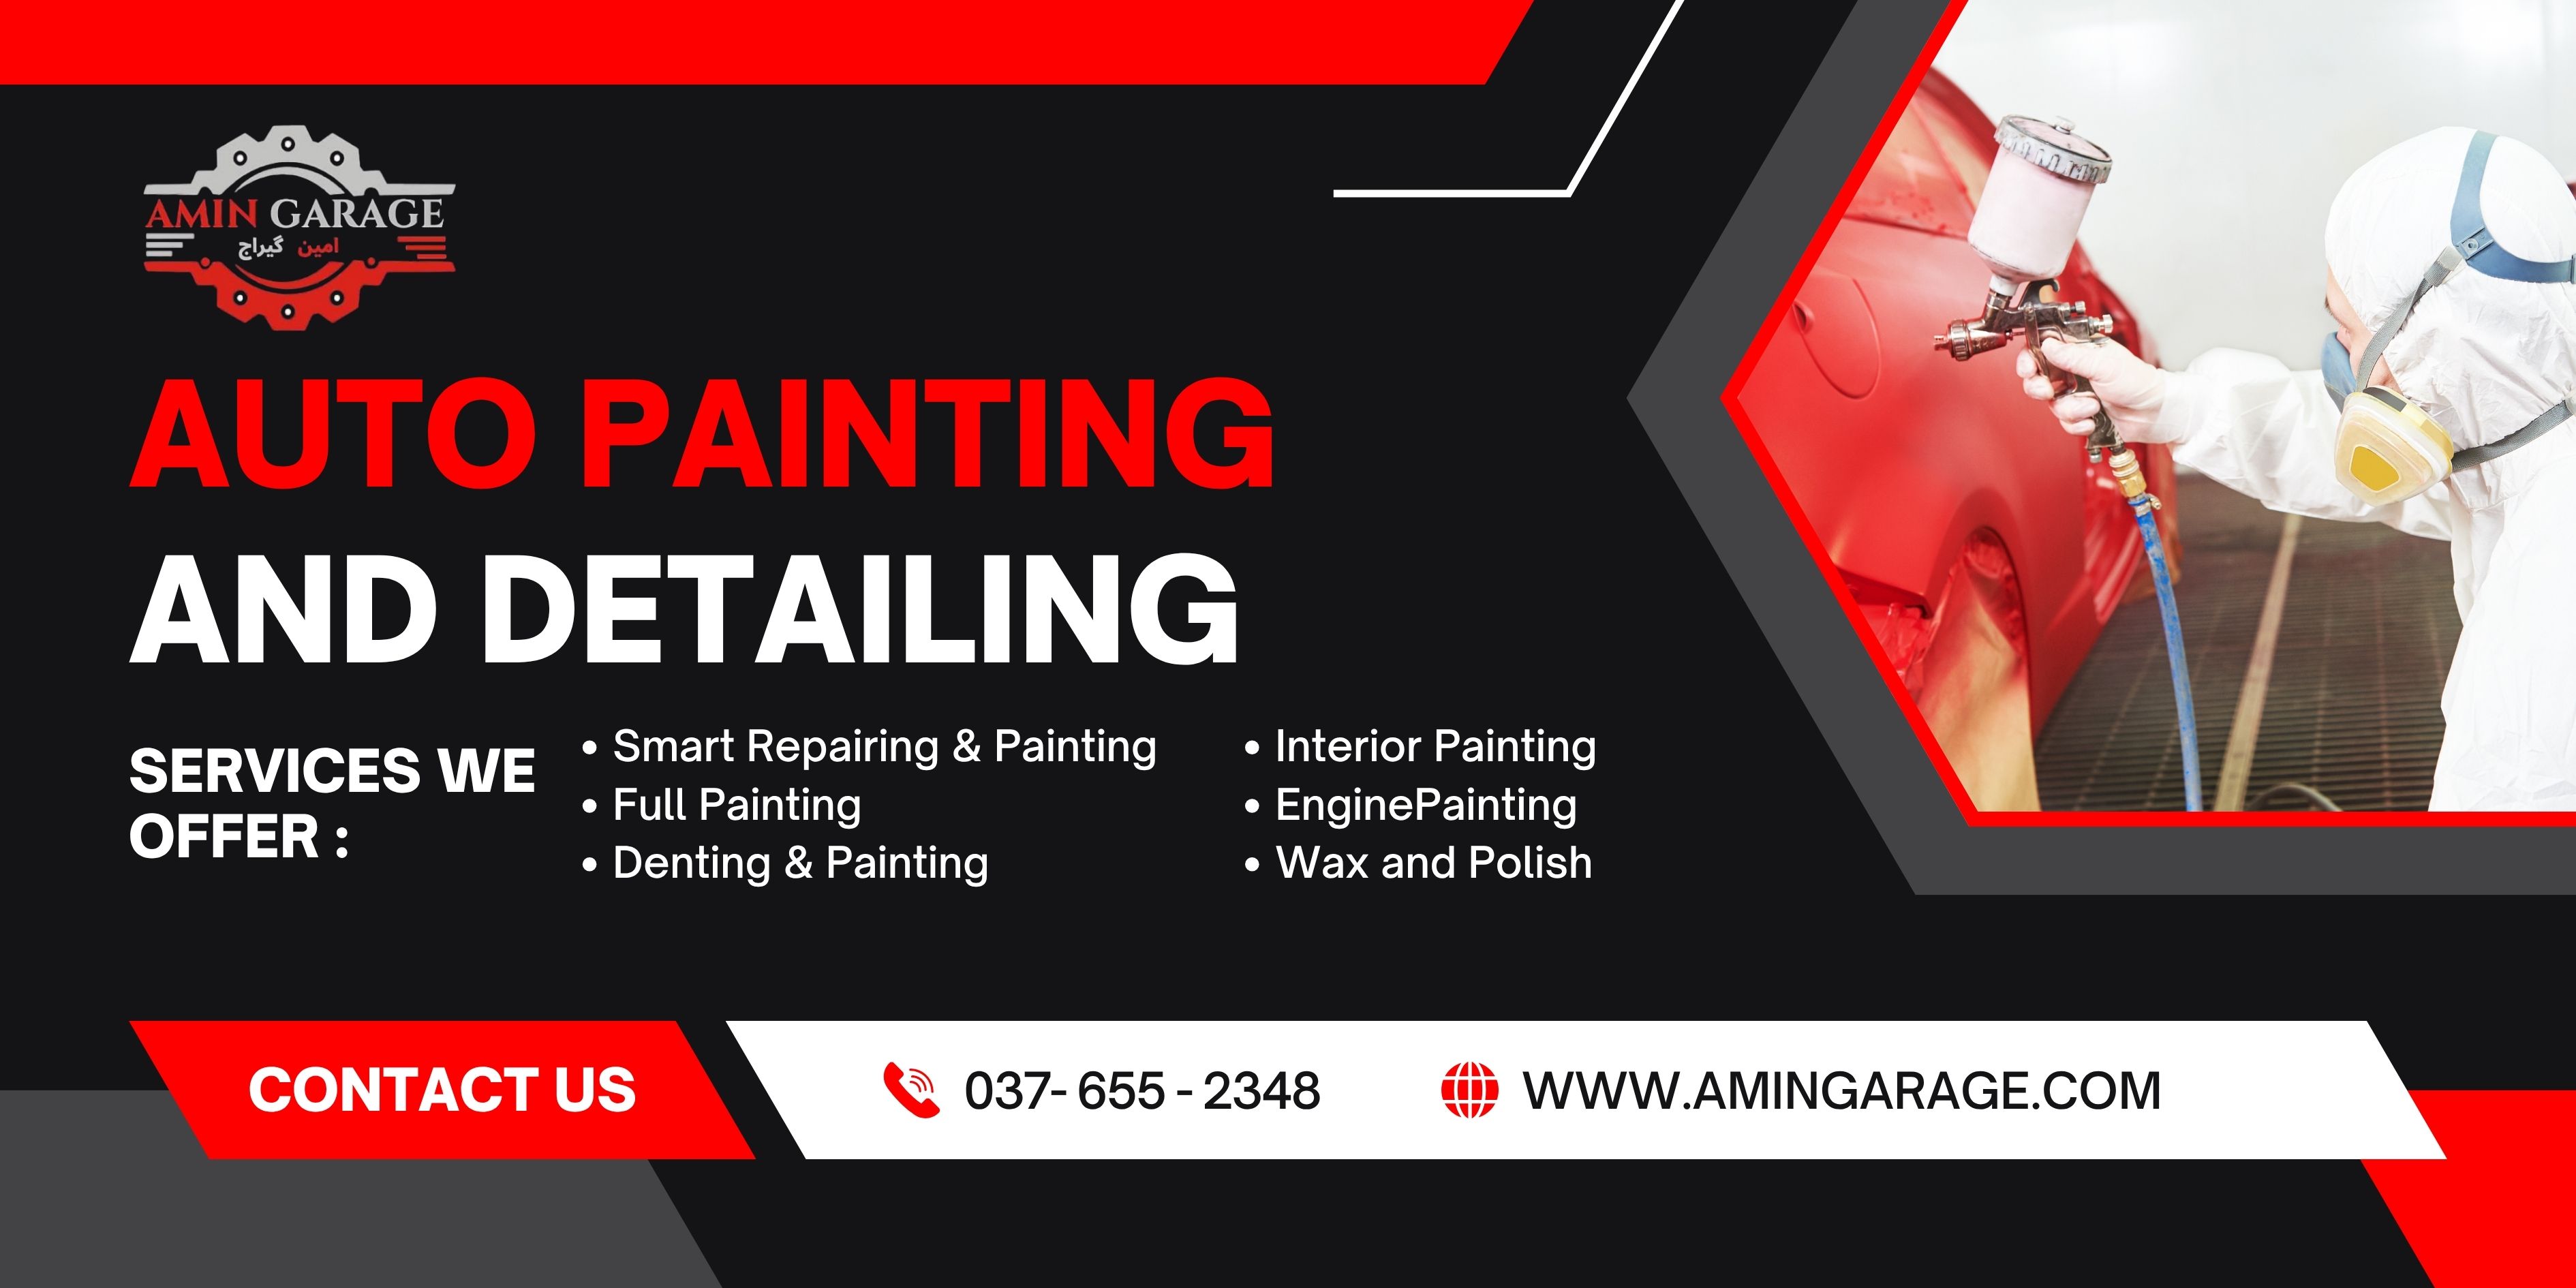 AMIN GARAGE
امین گیراج
AUTO PAINTING
AND DETAILING
SERVICES WE
OFFER :
• Smart Repairing & Painting
• Full Painting
• Denting & Painting
• Interior Painting
• EnginePainting
• Wax and Polish
CONTACT US
037- 655 - 2348
WWW.AMINGARAGE.COM